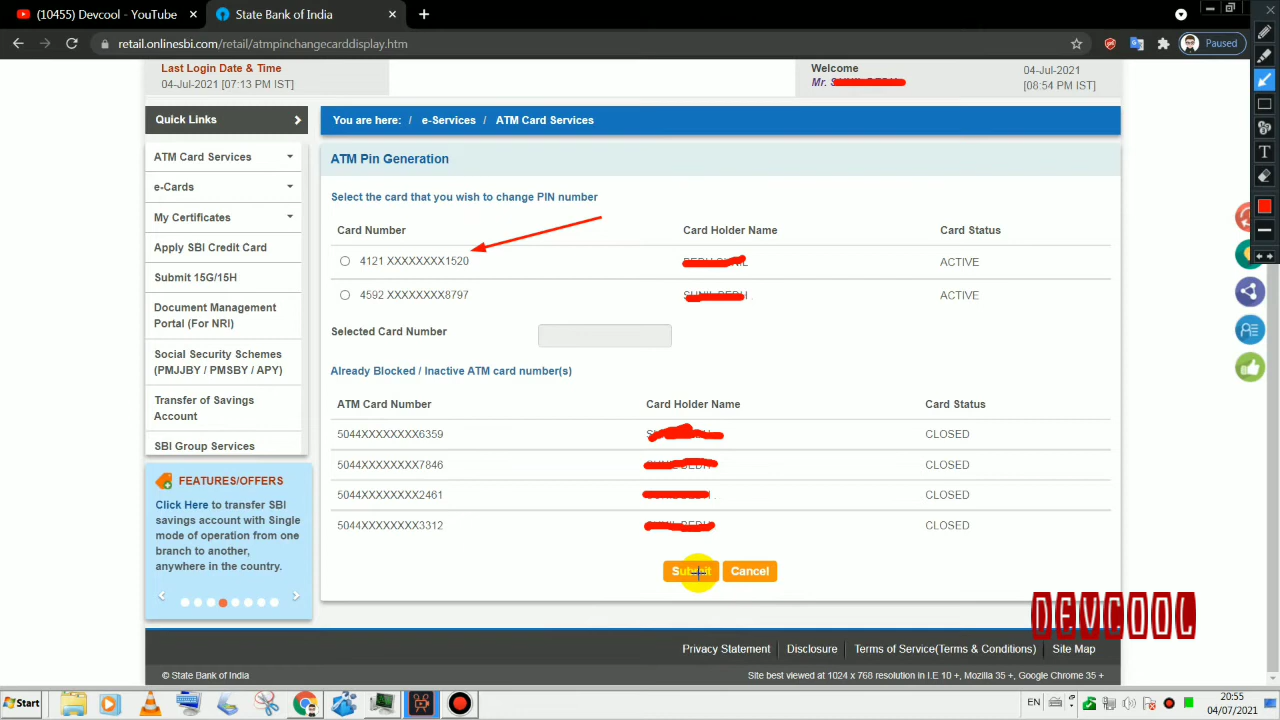 (10455) Devcool - YouTube
State Bank of India
retail.onlinesbi.com/retail/atmpinchangecarddisplay.htm
Paused
Last Login Date & Time
04-Jul-2021 [07:13 PM IST]
Welcome
Mr.
04-Jul-2021
[08:54 PM IST]
Quick Links
ATM Card Services
e-Cards
My Certificates
Apply SBI Credit Card
Submit 15G/15H
Document Management
Portal (For NRI)
Social Security Schemes
(PMJJBY / PMSBY / APY)
Transfer of Savings
Account
SBI Group Services
FEATURES/OFFERS
Click Here to transfer SBI
savings account with Single
mode of operation from one
branch to another,
anywhere in the country.
You are here: / e-Services / ATM Card Services
ATM Pin Generation
Select the card that you wish to change PIN number
Card Number Card Holder Name Card Status
4121 XXXXXXXX1520 ACTIVE
4592 XXXXXXXX8797 ACTIVE
Selected Card Number
Already Blocked / Inactive ATM card number(s)
ATM Card Number Card Holder Name Card Status
5044XXXXXXXX6359 CLOSED
5044XXXXXXXX7846 CLOSED
5044XXXXXXXX2461 CLOSED
5044XXXXXXXX3312 CLOSED
Submit Cancel
DEVCOOL
Privacy Statement Disclosure Terms of Service(Terms & Conditions) Site Map
© State Bank of India
Site best viewed at 1024 x 768 resolution in I.E 10 +, Mozilla 35 +, Google Chrome 35 +
Start
EN
20:55
04/07/2021